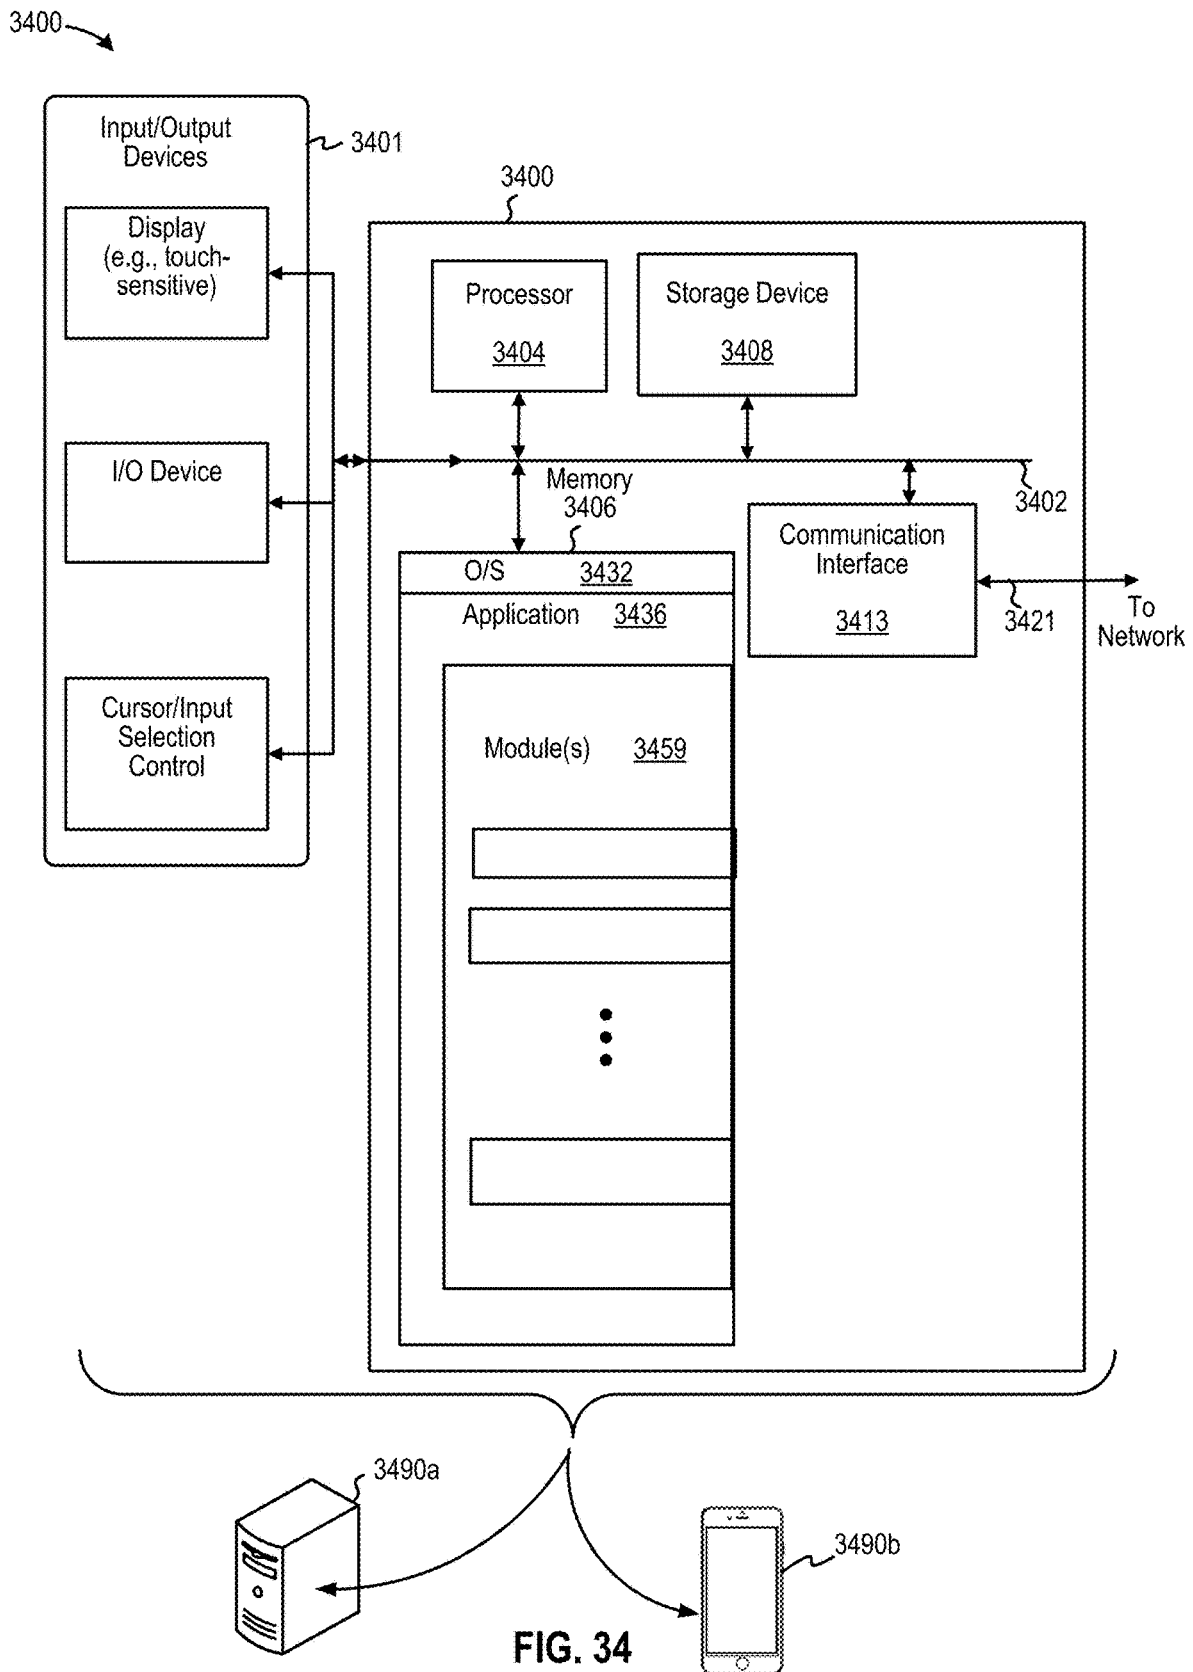 3400
Input/Output
Devices
3401
Display
(e.g., touch-
sensitive)
I/O Device
Cursor/Input
Selection
Control
3400
Processor
3404
Storage Device
3408
3402
Memory
3406
O/S 3432
Application 3436
Module(s) 3459
Communication
Interface
3413
3421
To
Network
3490a
3490b
FIG. 34